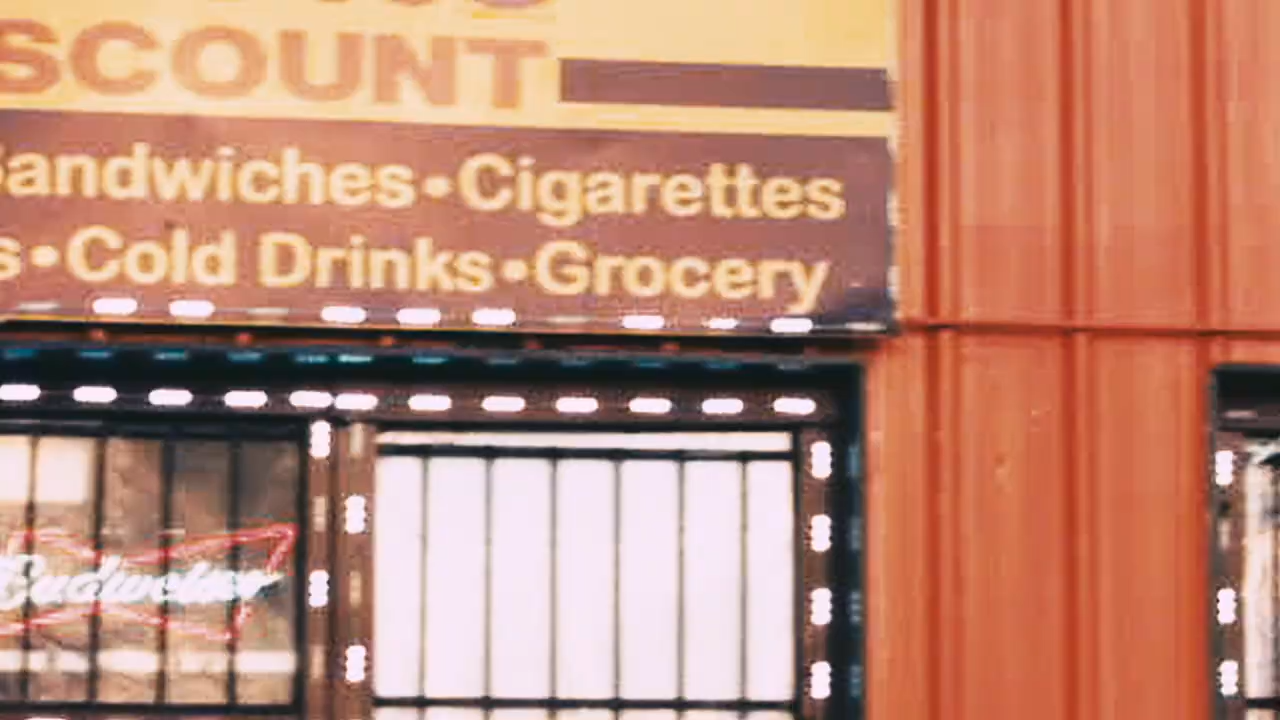 SCOUNT
Sandwiches•Cigarettes
s•Cold Drinks•Grocery
Budweiser